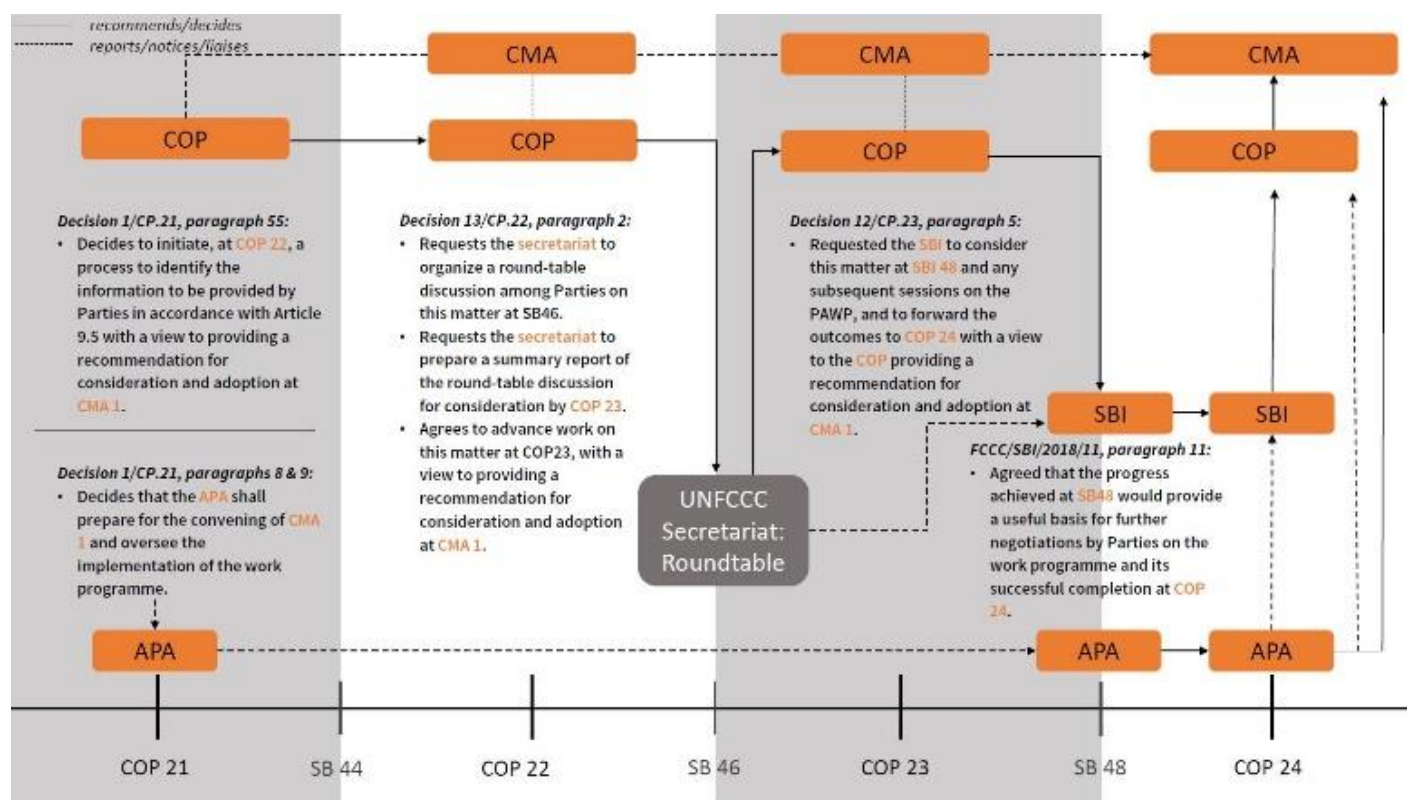 recommends/decides
reports/notices/liaises
CMA
CMA
CMA
COP
COP
COP
COP
Decision 1/CP.21, paragraph 55:
• Decides to initiate, at COP 22, a
process to identify the
information to be provided by
Parties in accordance with Article
9.5 with a view to providing a
recommendation for
consideration and adoption at
CMA 1.
Decision 1/CP.21, paragraphs 8 & 9:
• Decides that the APA shall
prepare for the convening of CMA
1 and oversee the
implementation of the work
programme.
APA
Decision 13/CP.22, paragraph 2:
• Requests the secretariat to
organize a round-table
discussion among Parties on
this matter at SB46.
• Requests the secretariat to
prepare a summary report of
the round-table discussion
for consideration by COP 23.
• Agrees to advance work on
this matter at COP23, with a
view to providing a
recommendation for
consideration and adoption
at CMA 1.
UNFCCC
Secretariat:
Roundtable
Decision 12/CP.23, paragraph 5:
• Requested the SBI to consider
this matter at SBI 48 and any
subsequent sessions on the
PAWP, and to forward the
outcomes to COP 24 with a view
to the COP providing a
recommendation for
consideration and adoption at
CMA 1.
SBI
SBI
FCCC/SBI/2018/11, paragraph 11:
• Agreed that the progress
achieved at SB48 would provide
a useful basis for further
negotiations by Parties on the
work programme and its
successful completion at COP
24.
APA
APA
COP 21
SB 44
COP 22
SB 46
COP 23
SB 48
COP 24